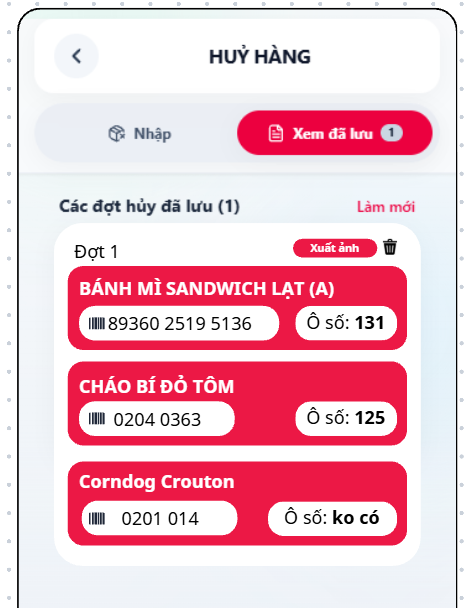 HUỶ HÀNG
Nhập
Xem đã lưu 1
Các đợt hủy đã lưu (1)
Làm mới
Đợt 1
Xuất ảnh
BÁNH MÌ SANDWICH LẠT (A)
89360 2519 5136
Ô số: 131
CHÁO BÍ ĐỎ TÔM
0204 0363
Ô số: 125
Corndog Crouton
0201 014
Ô số: ko có